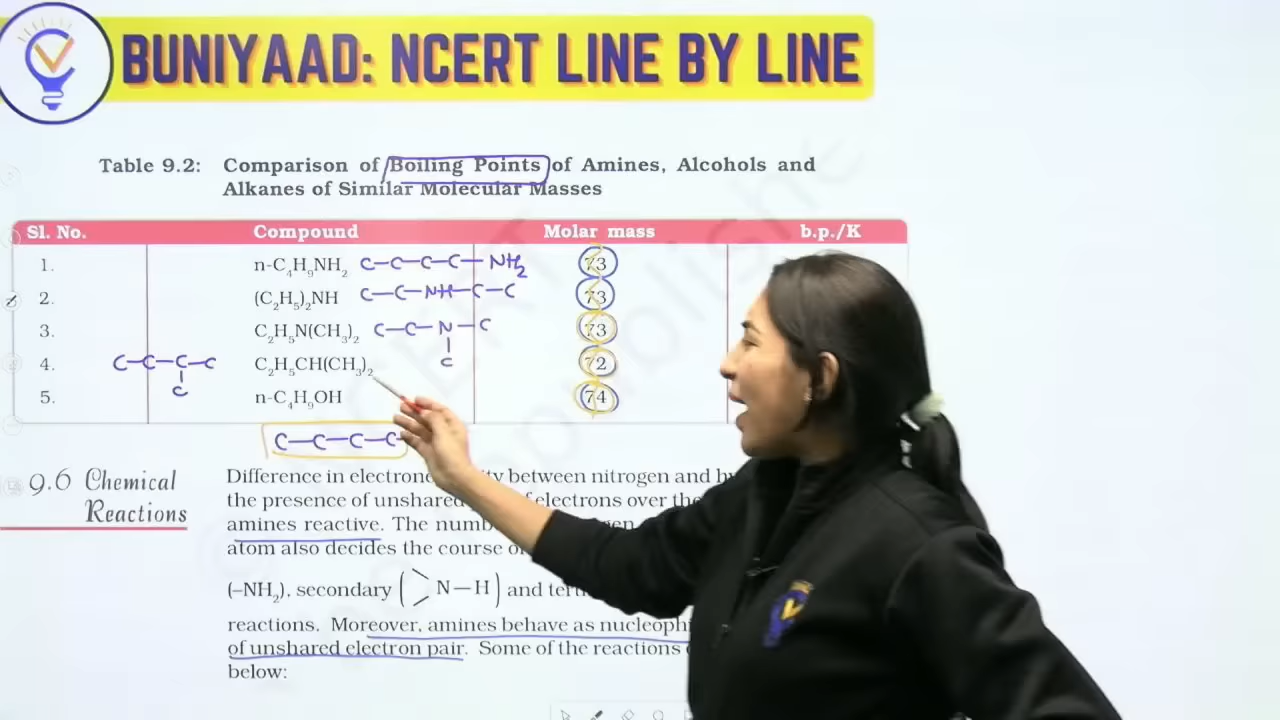 BUNIYAAD: NCERT LINE BY LINE
Table 9.2: Comparison of Boiling Points of Amines, Alcohols and
Alkanes of Similar Molecular Masses
Sl. No. Compound Molar mass b.p./K
1. n-C₄H₉NH₂ C-C-C-C-NH₂ 73
2. (C₂H₅)₂NH C-C-NH-C-C 73
3. C₂H₅N(CH₃)₂ C-C-N-C 73
C
4. C-C-C-C C₂H₅CH(CH₃)₂ 72
C
5. n-C₄H₉OH 74
C-C-C-C
9.6 Chemical
Reactions
Difference in between nitrogen and
the presence of unshared of electrons over the
amines reactive. The
atom also decides the course
(–NH₂), secondary ( > N—H ) and
reactions. Moreover, amines behave as
of unshared electron pair. Some of the reactions
below: